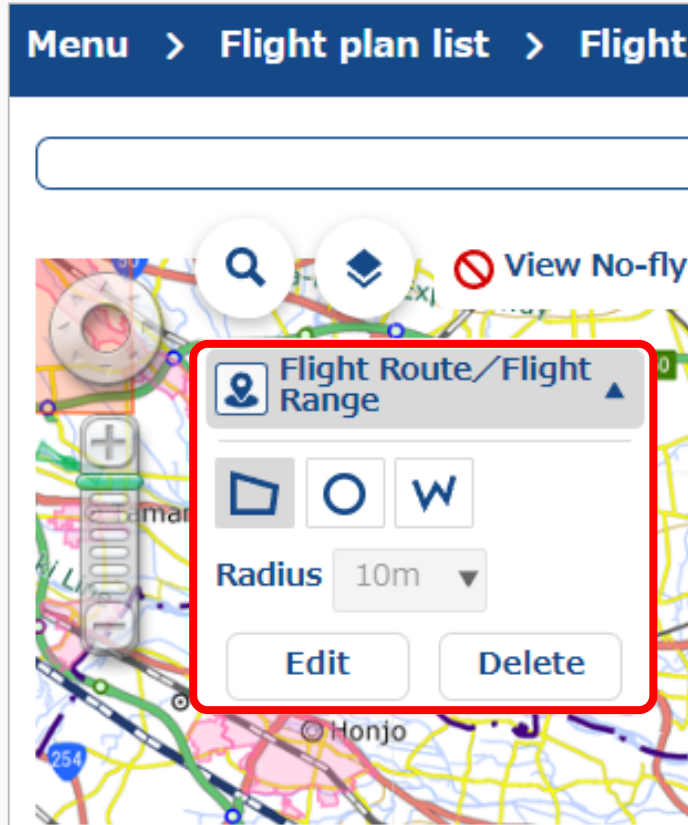 Menu > Flight plan list > Flight
View No-fly
Flight Route／Flight
Range
Radius 10m
Edit Delete
Honjo
254